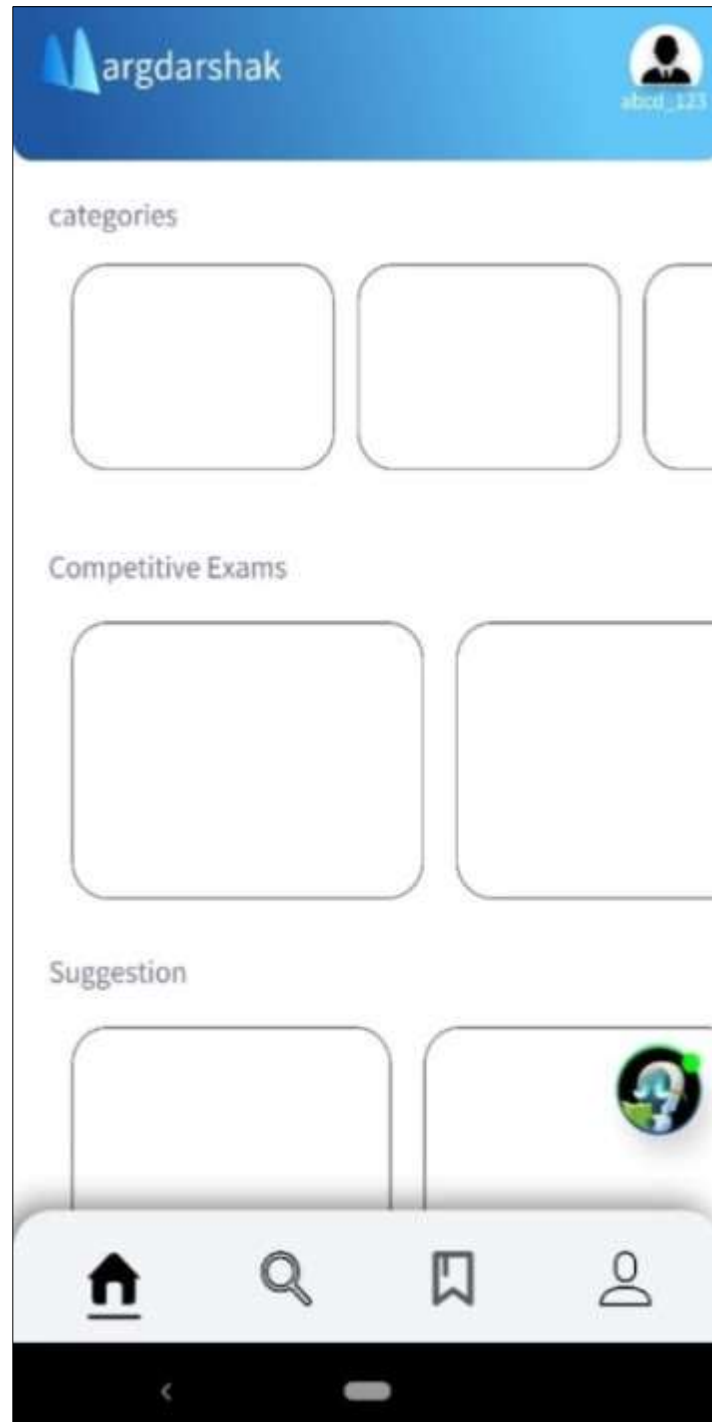 argdarshak
abcd_123
categories
Competitive Exams
Suggestion